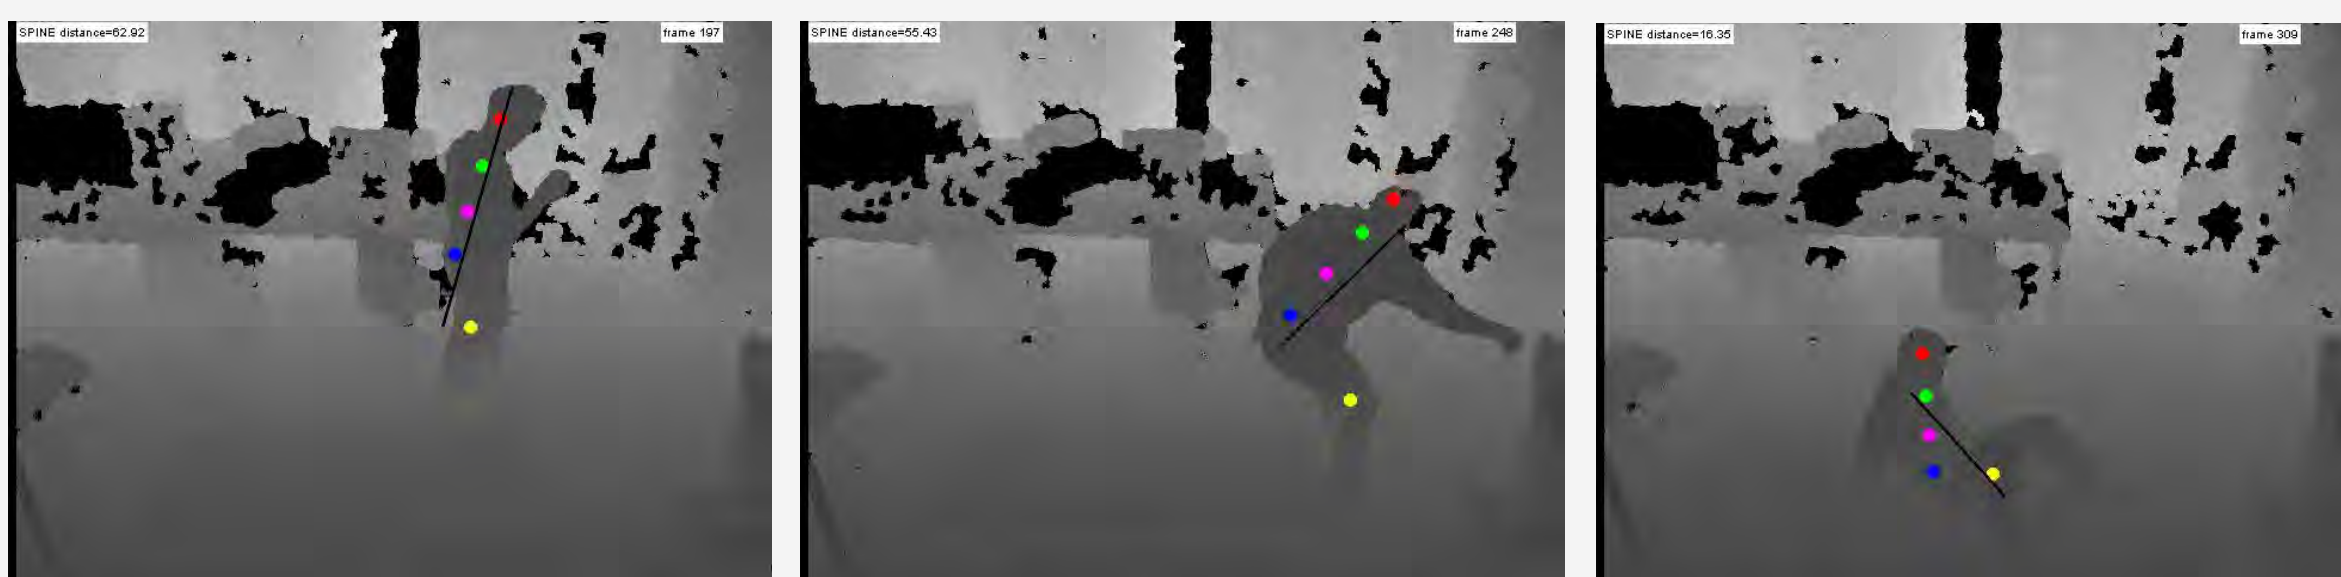 SPINE distance=62.92
frame 197
SPINE distance=55.43
frame 248
SPINE distance=16.35
frame 309